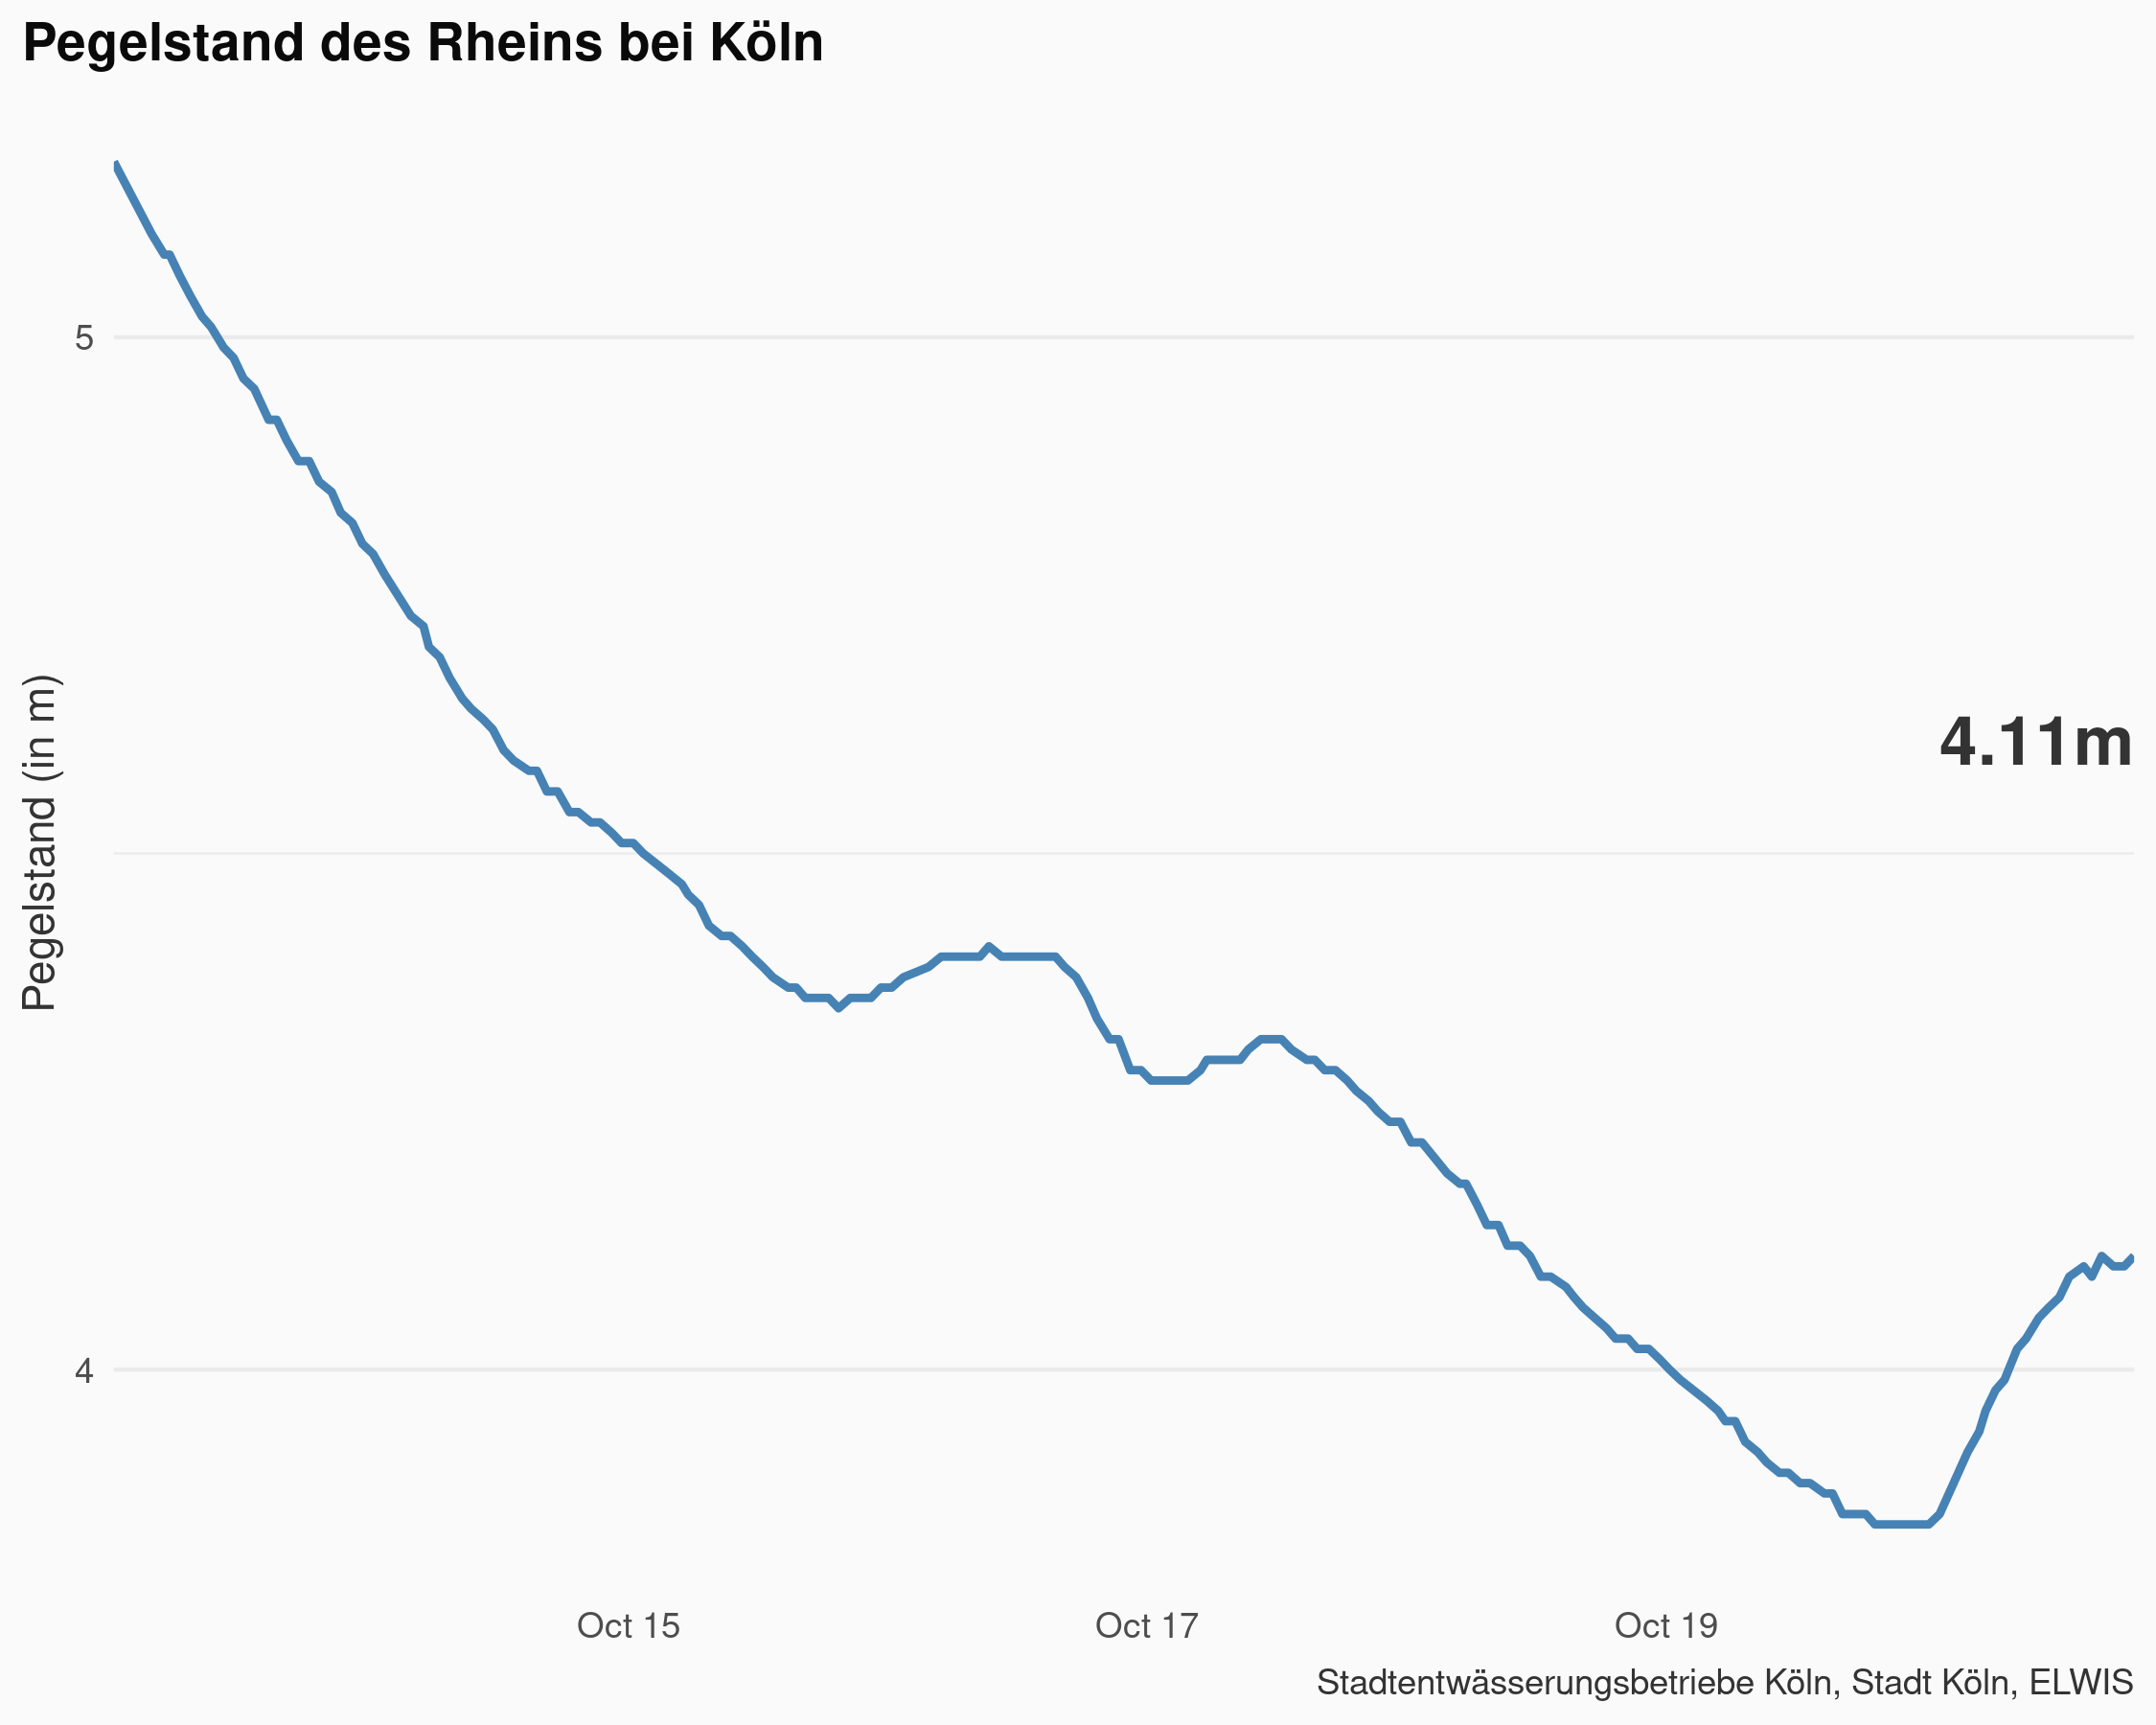 Pegelstand des Rheins bei Köln
Pegelstand (in m)
5
4.11m
4
Oct 15
Oct 17
Oct 19
Stadtentwässerungsbetriebe Köln, Stadt Köln, ELWIS